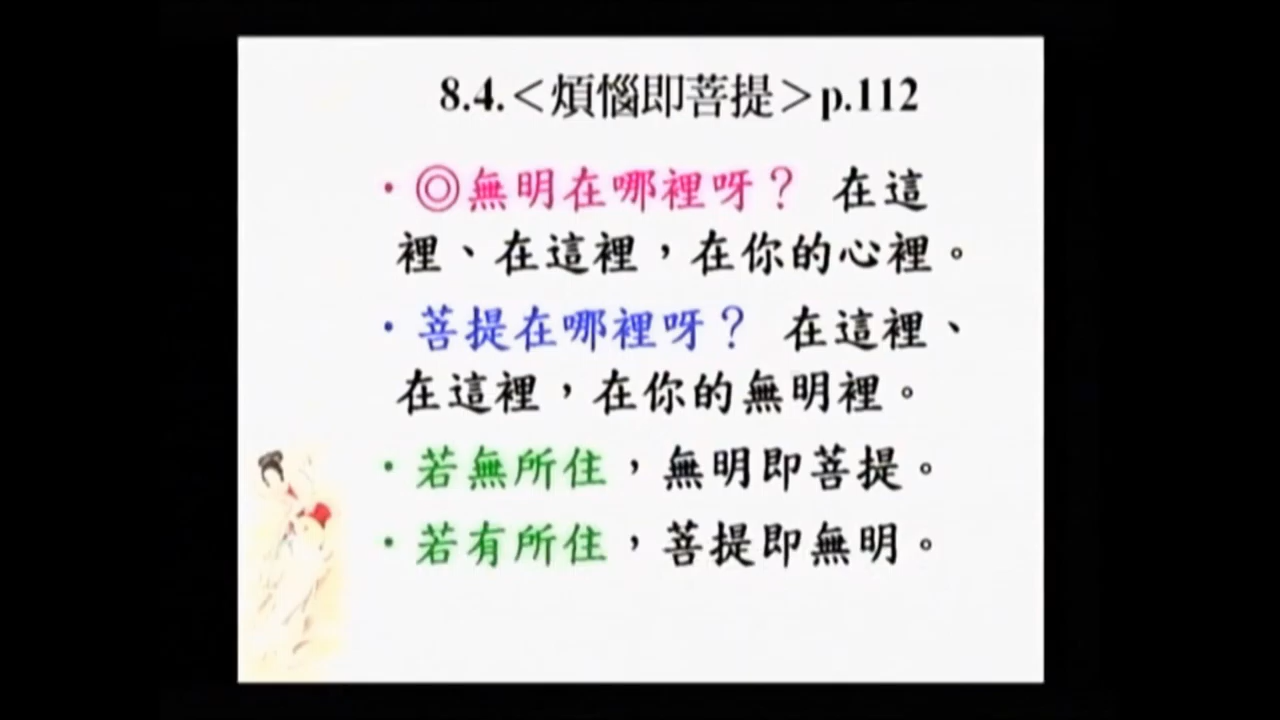 8.4.＜煩惱即菩提＞p.112
•◎無明在哪裡呀？ 在這
裡、在這裡，在你的心裡。
•菩提在哪裡呀？ 在這裡、
在這裡，在你的無明裡。
•若無所住，無明即菩提。
•若有所住，菩提即無明。